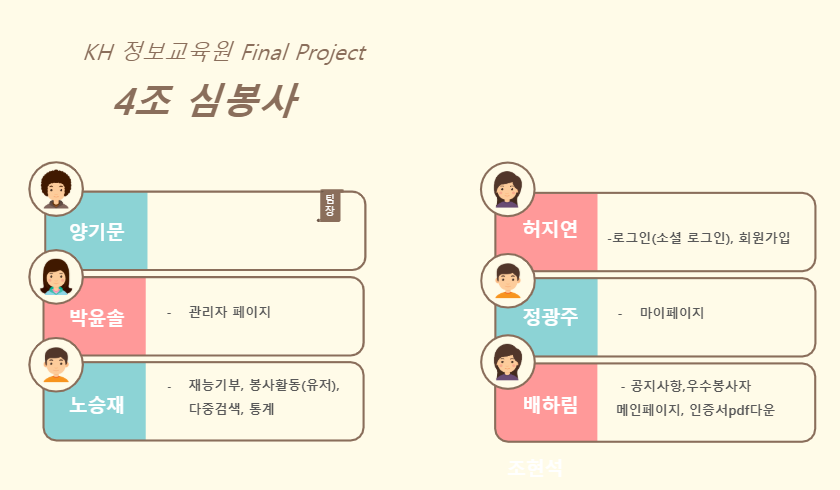 KH 정보교육원 Final Project
4조 심봉사
팀
장
양기문
박윤솔
- 관리자 페이지
노승재
- 재능기부, 봉사활동(유저),
다중검색, 통계
허지연
-로그인(소셜 로그인), 회원가입
정광주
- 마이페이지
배하림
- 공지사항,우수봉사자
메인페이지, 인증서pdf다운
조현석